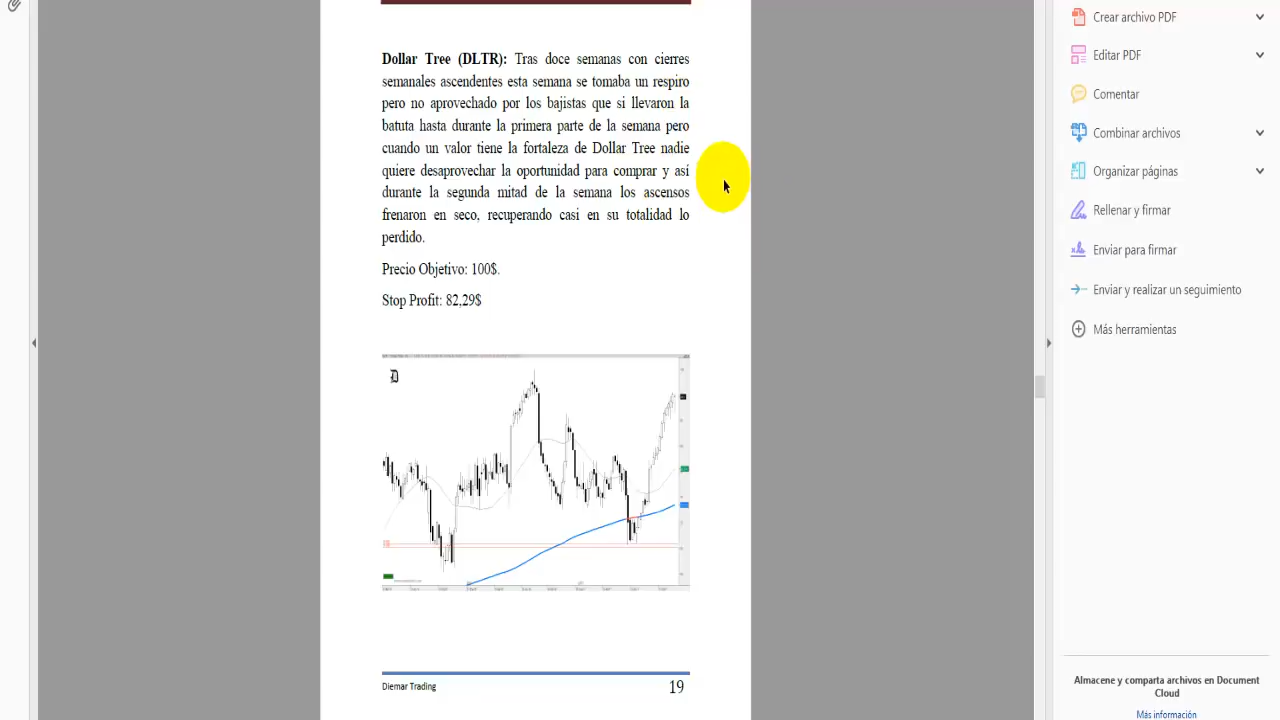 Dollar Tree (DLTR): Tras doce semanas con cierres
semanales ascendentes esta semana se tomaba un respiro
pero no aprovechado por los bajistas que si llevaron la
batuta hasta durante la primera parte de la semana pero
cuando un valor tiene la fortaleza de Dollar Tree nadie
quiere desaprovechar la oportunidad para comprar y así
durante la segunda mitad de la semana los ascensos
frenaron en seco, recuperando casi en su totalidad lo
perdido.
Precio Objetivo: 100$.
Stop Profit: 82,29$
Diemar Trading
19
Crear archivo PDF
Editar PDF
Comentar
Combinar archivos
Organizar páginas
Rellenar y firmar
Enviar para firmar
Enviar y realizar un seguimiento
Más herramientas
Almacene y comparta archivos en Document
Cloud
Más información